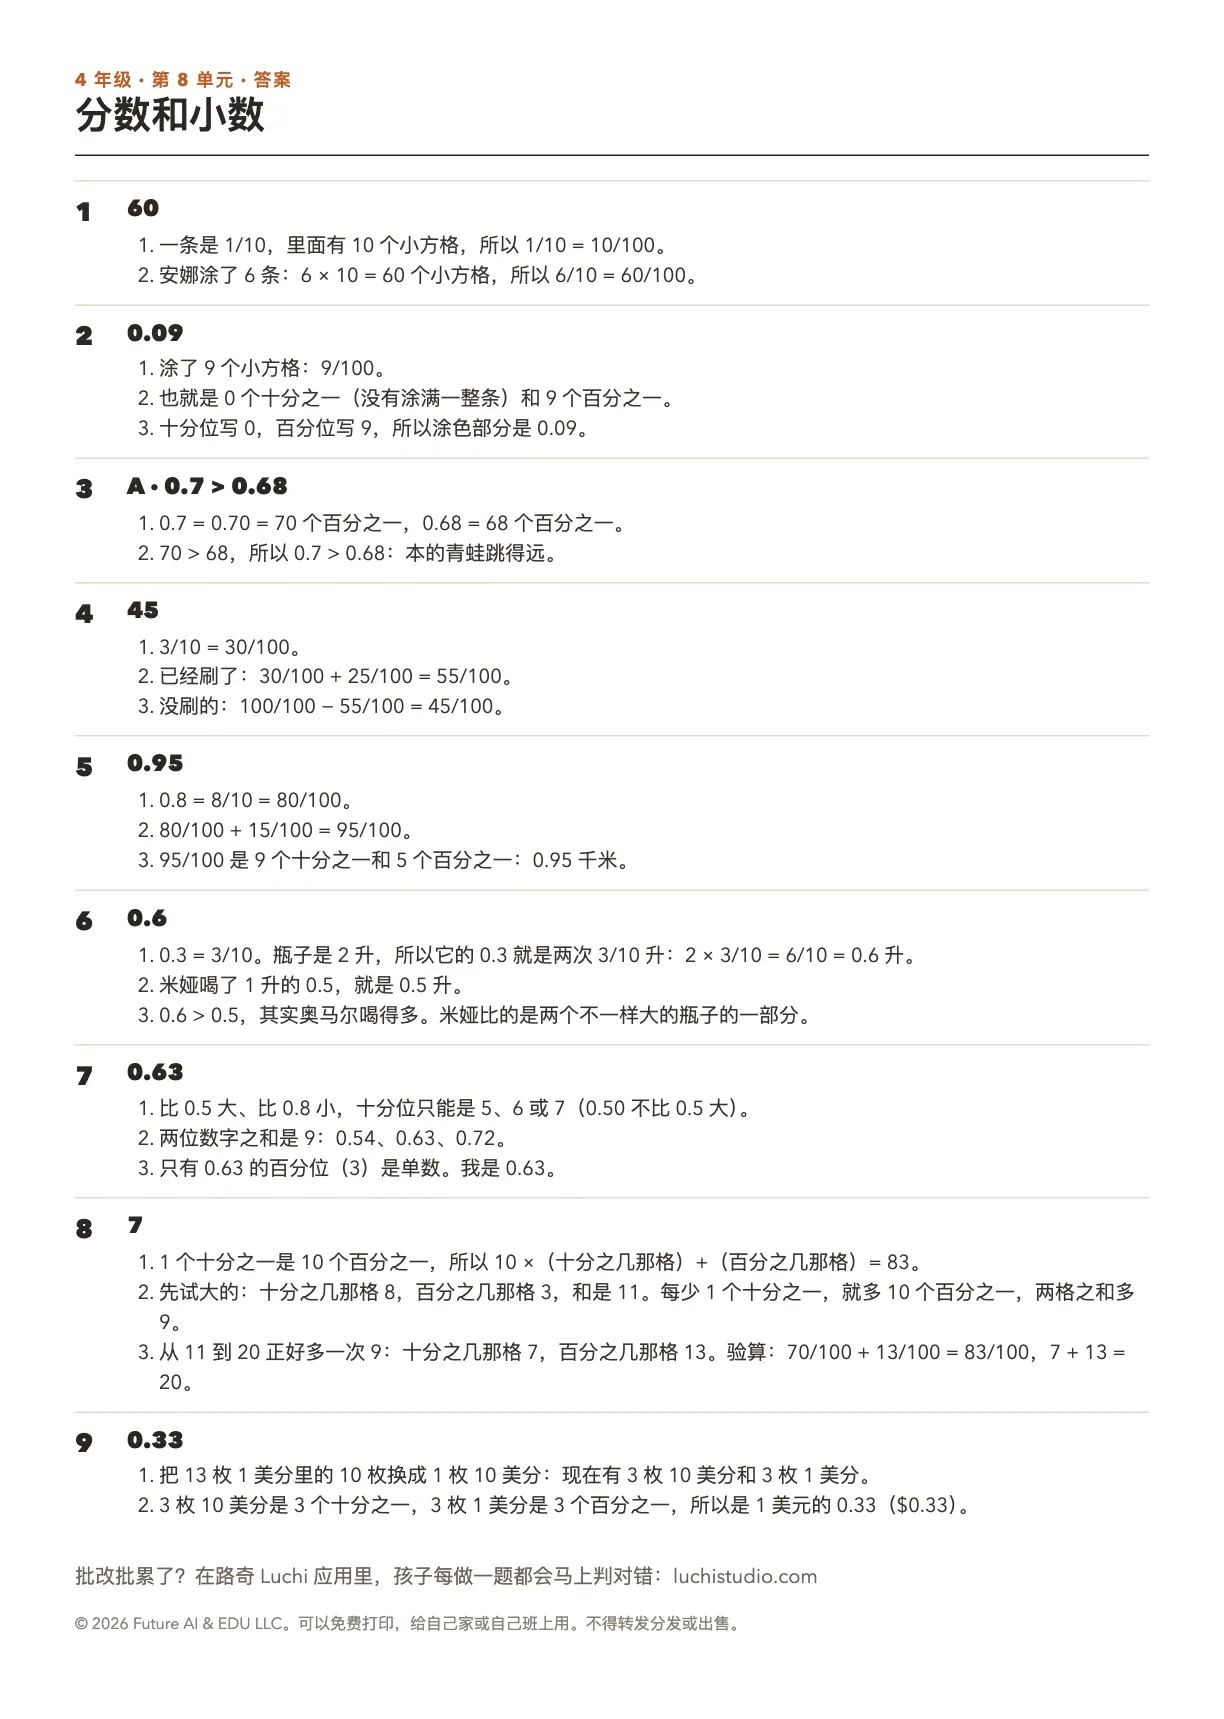 4 年级 · 第 8 单元 · 答案
分数和小数
1 60
1. 一条是 1/10，里面有 10 个小方格，所以 1/10 = 10/100。
2. 安娜涂了 6 条：6 × 10 = 60 个小方格，所以 6/10 = 60/100。
2 0.09
1. 涂了 9 个小方格：9/100。
2. 也就是 0 个十分之一（没有涂满一整条）和 9 个百分之一。
3. 十分位写 0，百分位写 9，所以涂色部分是 0.09。
3 A · 0.7 > 0.68
1. 0.7 = 0.70 = 70 个百分之一，0.68 = 68 个百分之一。
2. 70 > 68，所以 0.7 > 0.68：本的青蛙跳得远。
4 45
1. 3/10 = 30/100。
2. 已经刷了：30/100 + 25/100 = 55/100。
3. 没刷的：100/100 − 55/100 = 45/100。
5 0.95
1. 0.8 = 8/10 = 80/100。
2. 80/100 + 15/100 = 95/100。
3. 95/100 是 9 个十分之一和 5 个百分之一：0.95 千米。
6 0.6
1. 0.3 = 3/10。瓶子是 2 升，所以它的 0.3 就是两次 3/10 升：2 × 3/10 = 6/10 = 0.6 升。
2. 米娅喝了 1 升的 0.5，就是 0.5 升。
3. 0.6 > 0.5，其实奥马尔喝得多。米娅比的是两个不一样大的瓶子的一部分。
7 0.63
1. 比 0.5 大、比 0.8 小，十分位只能是 5、6 或 7（0.50 不比 0.5 大）。
2. 两位数字之和是 9：0.54、0.63、0.72。
3. 只有 0.63 的百分位（3）是单数。我是 0.63。
8 7
1. 1 个十分之一是 10 个百分之一，所以 10 ×（十分之几那格）+（百分之几那格）= 83。
2. 先试大的：十分之几那格 8，百分之几那格 3，和是 11。每少 1 个十分之一，就多 10 个百分之一，两格之和多
9。
3. 从 11 到 20 正好多一次 9：十分之几那格 7，百分之几那格 13。验算：70/100 + 13/100 = 83/100，7 + 13 =
20。
9 0.33
1. 把 13 枚 1 美分里的 10 枚换成 1 枚 10 美分：现在有 3 枚 10 美分和 3 枚 1 美分。
2. 3 枚 10 美分是 3 个十分之一，3 枚 1 美分是 3 个百分之一，所以是 1 美元的 0.33（$0.33）。
批改批累了？在路奇 Luchi 应用里，孩子每做一题都会马上判对错：luchistudio.com
© 2026 Future AI & EDU LLC。可以免费打印，给自己家或自己班上用。不得转发分发或出售。